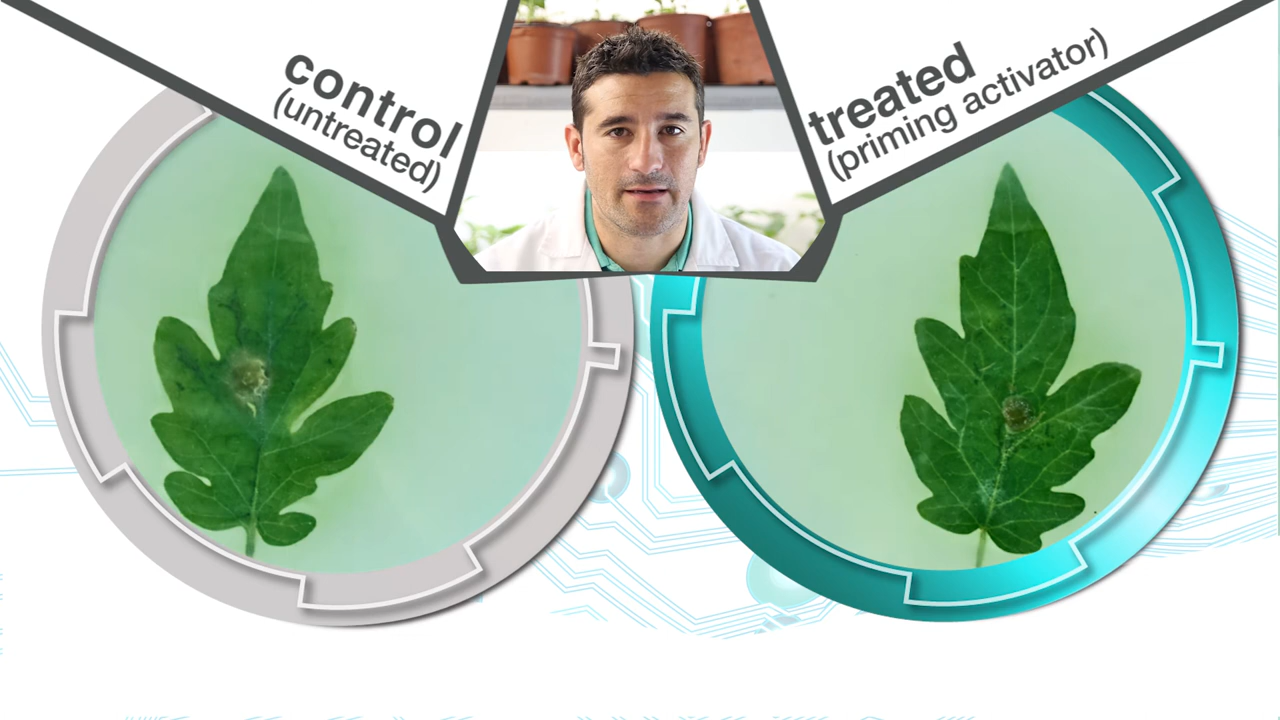 control
(untreated)
treated
(priming activator)